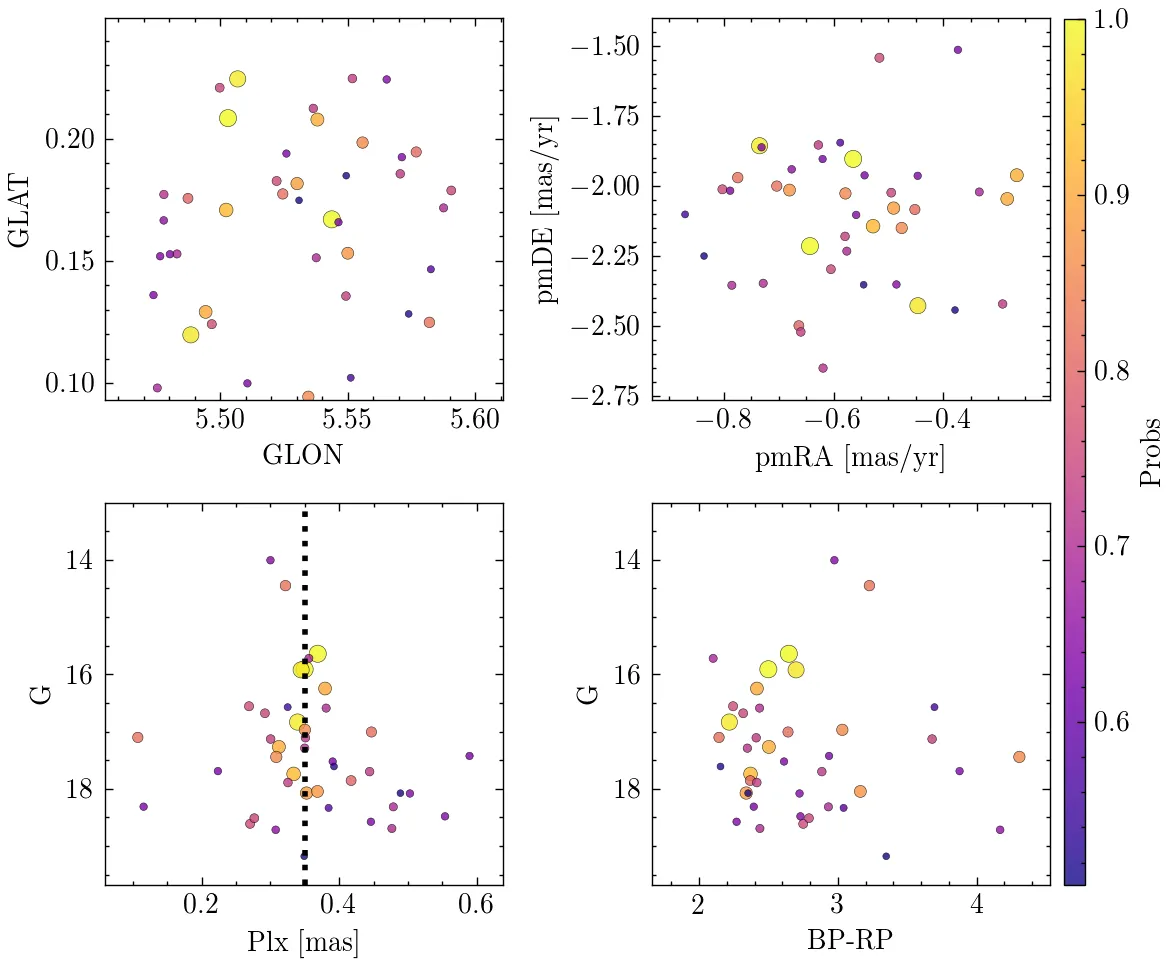 0.20
0.15
0.10
GLAT
5.50 5.55 5.60
GLON
−1.50
−1.75
−2.00
−2.25
−2.50
−2.75
pmDE [mas/yr]
−0.8 −0.6 −0.4
pmRA [mas/yr]
1.0
0.9
0.8
0.7
0.6
Probs
14
16
18
G
0.2 0.4 0.6
Plx [mas]
14
16
18
G
2 3 4
BP-RP